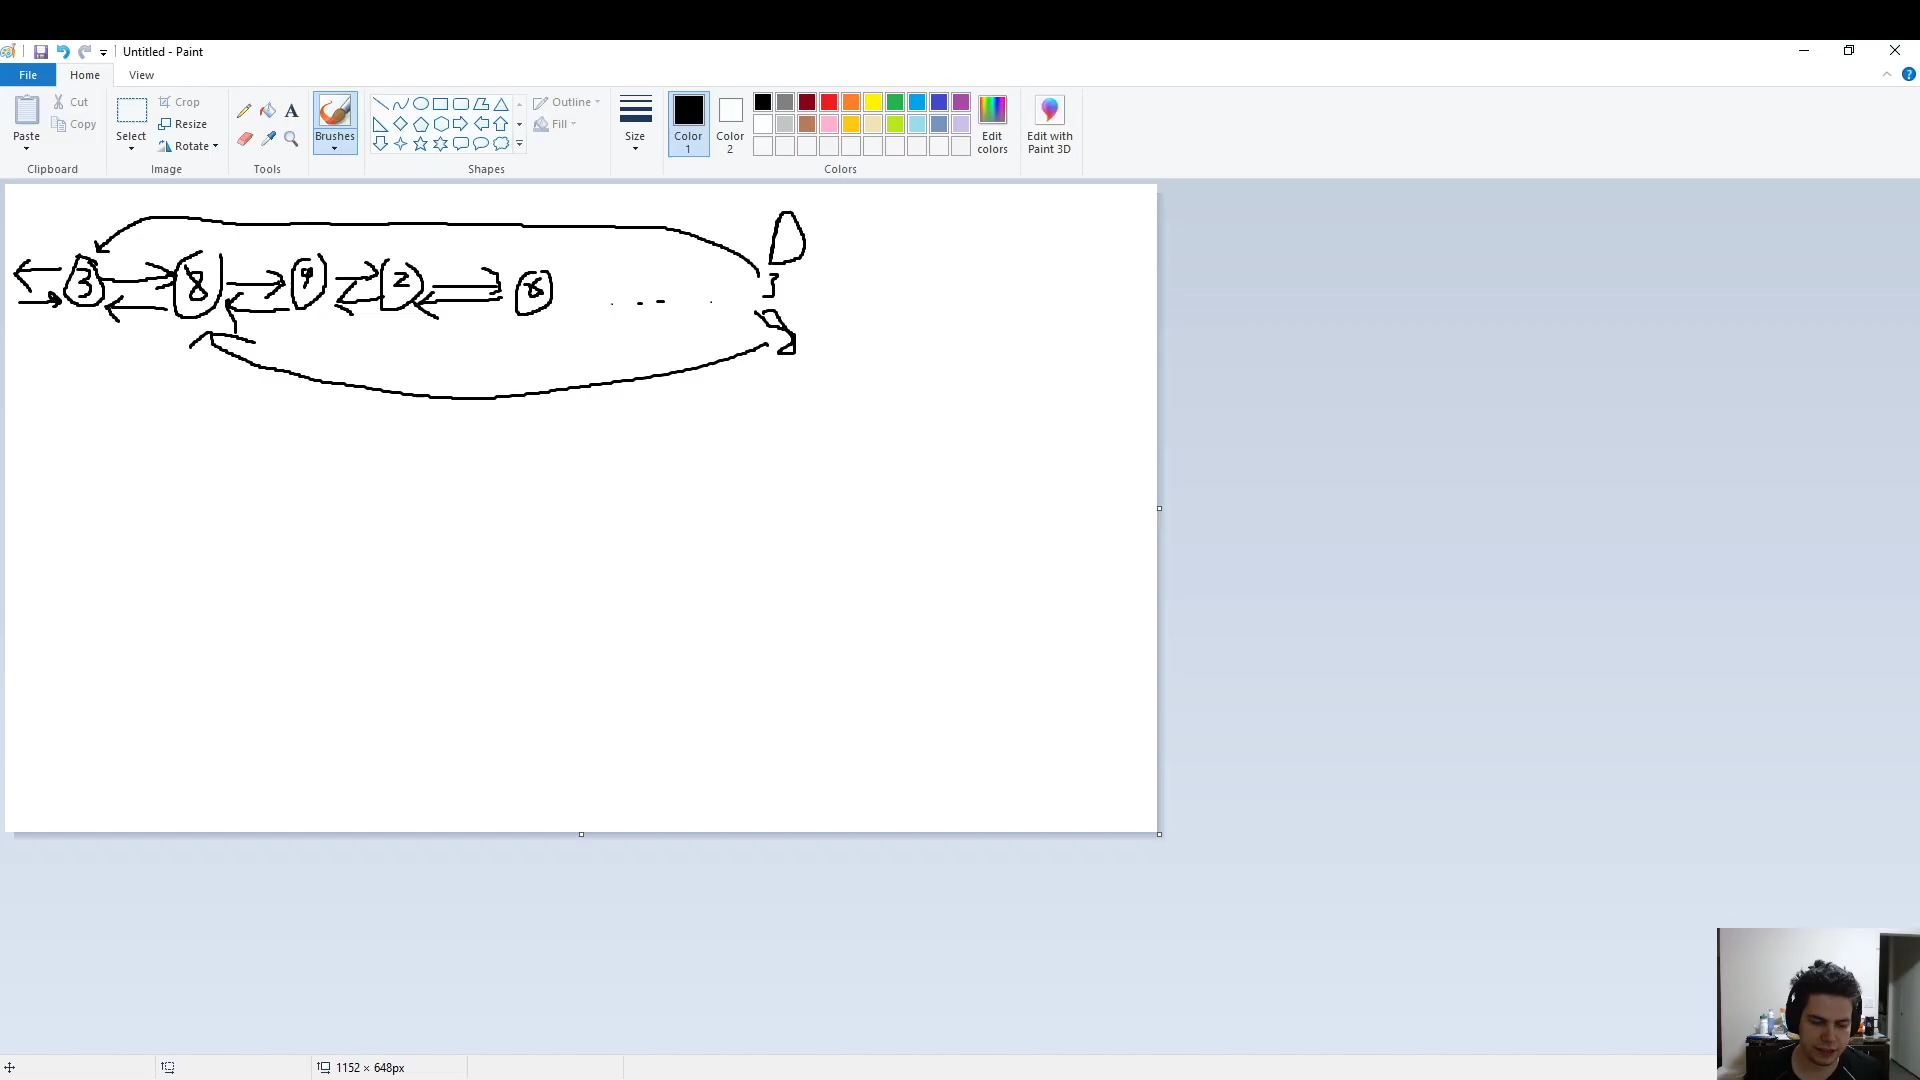 Untitled - Paint
File Home View
Paste
Cut
Copy
Clipboard
Select
Crop
Resize
Rotate
Image
Tools
Brushes
Shapes
Outline
Fill
Size
Color 1
Color 2
Edit colors
Colors
Edit with Paint 3D
3 8 9 2
3
1152 × 648px